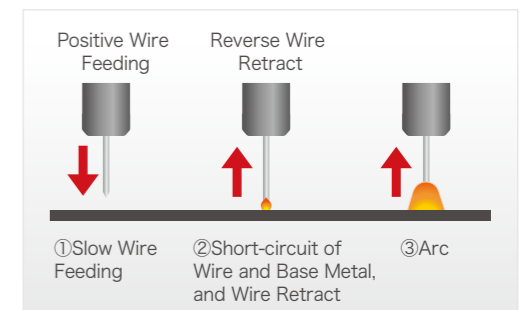 Positive Wire
Feeding
Reverse Wire
Retract
①Slow Wire
Feeding
②Short-circuit of
Wire and Base Metal,
and Wire Retract
③Arc